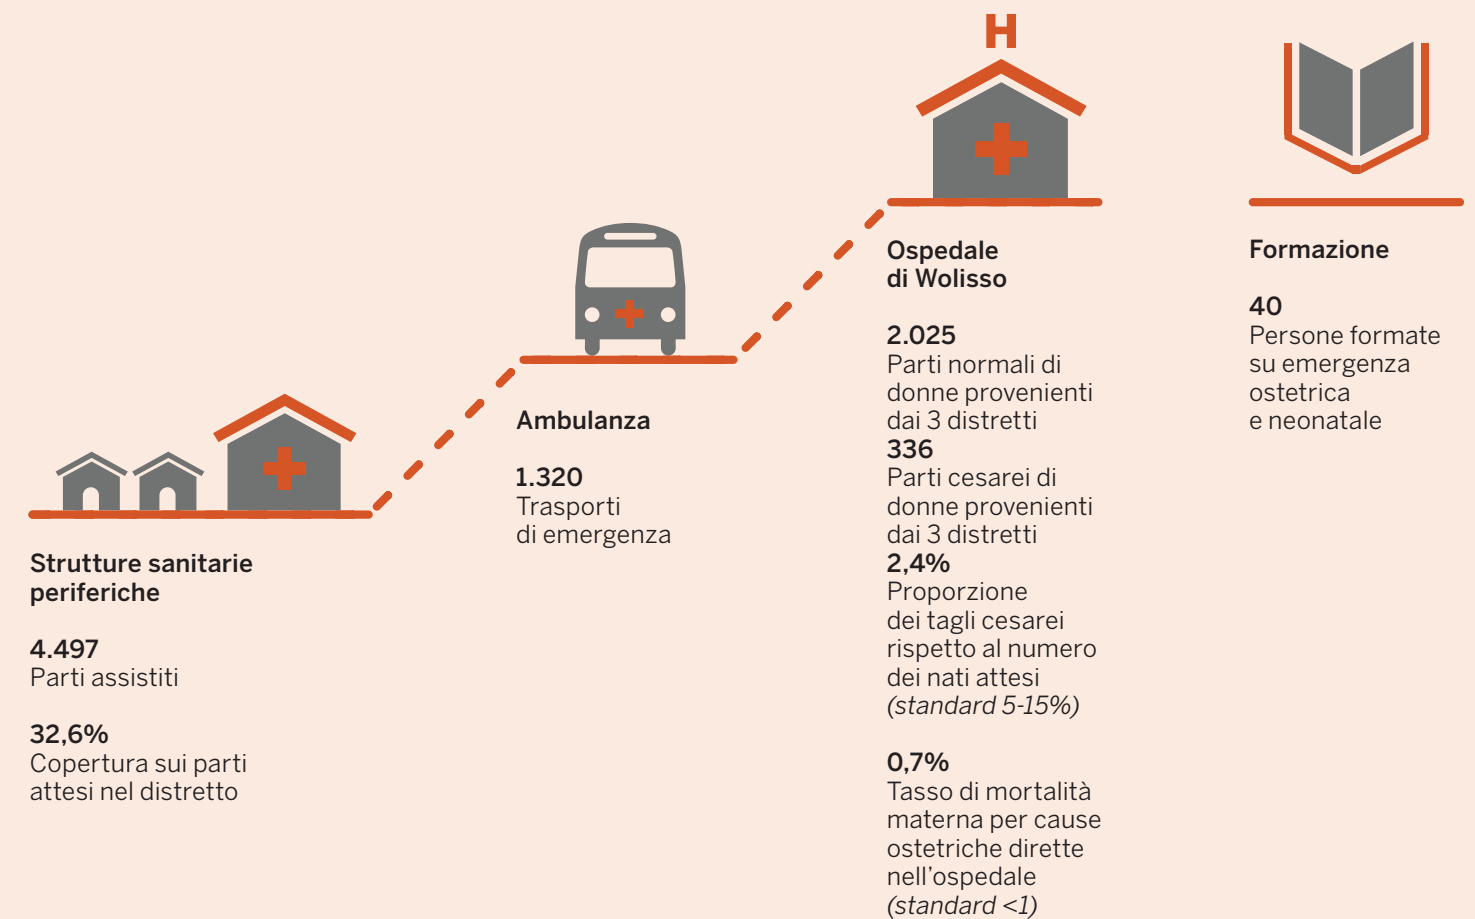 Strutture sanitarie
periferiche
4.497
Parti assistiti
32,6%
Copertura sui parti
attesi nel distretto
Ambulanza
1.320
Trasporti
di emergenza
H
Ospedale
di Wolisso
2.025
Parti normali di
donne provenienti
dai 3 distretti
336
Parti cesarei di
donne provenienti
dai 3 distretti
2,4%
Proporzione
dei tagli cesarei
rispetto al numero
dei nati attesi
(standard 5-15%)
0,7%
Tasso di mortalità
materna per cause
ostetriche dirette
nell’ospedale
(standard <1)
Formazione
40
Persone formate
su emergenza
ostetrica
e neonatale